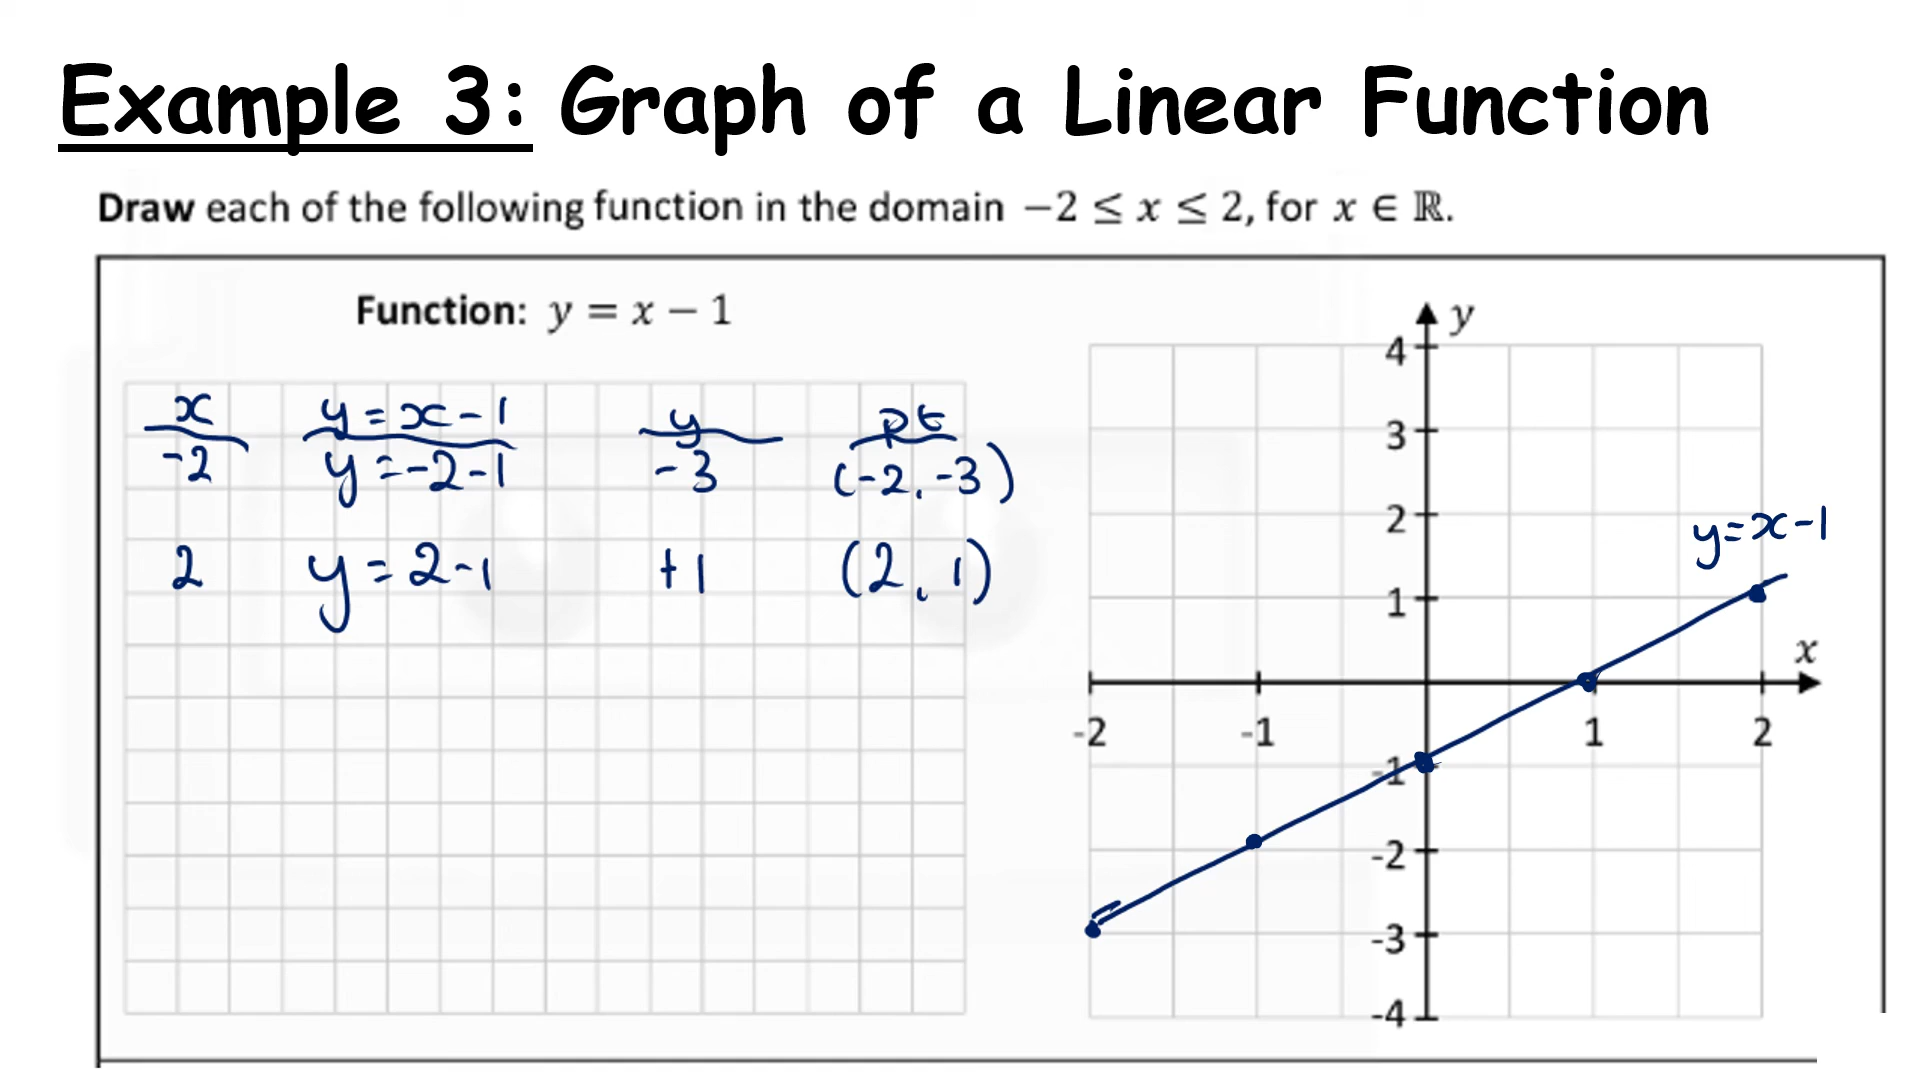 Example 3: Graph of a Linear Function
Draw each of the following function in the domain −2 ≤ x ≤ 2, for x ∈ ℝ.
Function: y = x − 1
x y = x - 1 y pt
-2 y = -2 - 1 -3 (-2, -3)
2 y = 2 - 1 +1 (2, 1)
y
4
3
2
y = x - 1
1
x
-2 -1 1 2
-1
-2
-3
-4